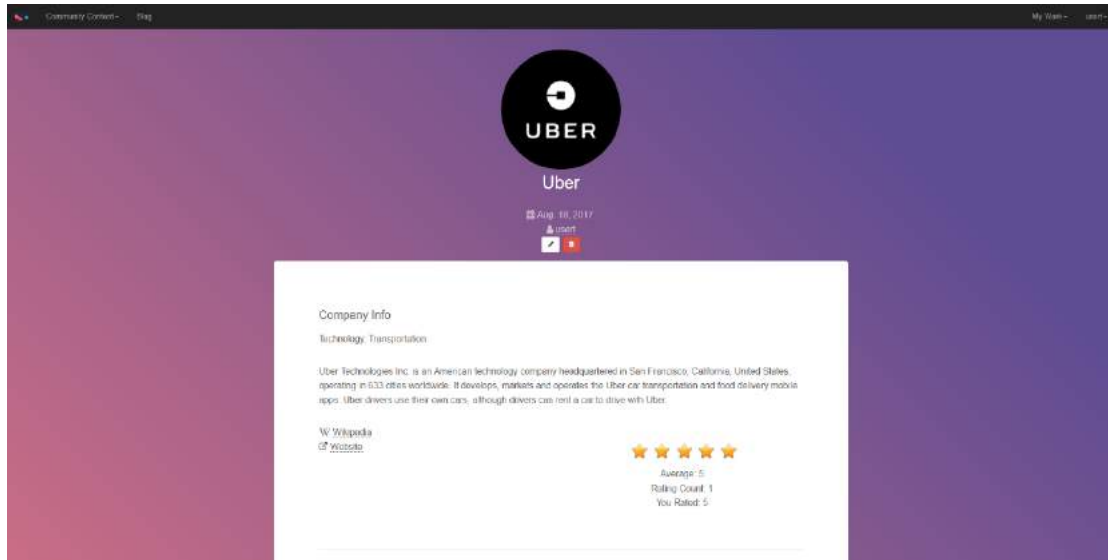 Community Content Blog My Work user1
UBER
Uber
Aug. 18, 2017
user1
Company Info
Technology, Transportation
Uber Technologies Inc. is an American technology company headquartered in San Francisco, California, United States,
operating in 633 cities worldwide. It develops, markets and operates the Uber car transportation and food delivery mobile
apps. Uber drivers use their own cars, although drivers can rent a car to drive with Uber.
W Wikipedia
Website
Average: 5
Rating Count: 1
You Rated: 5